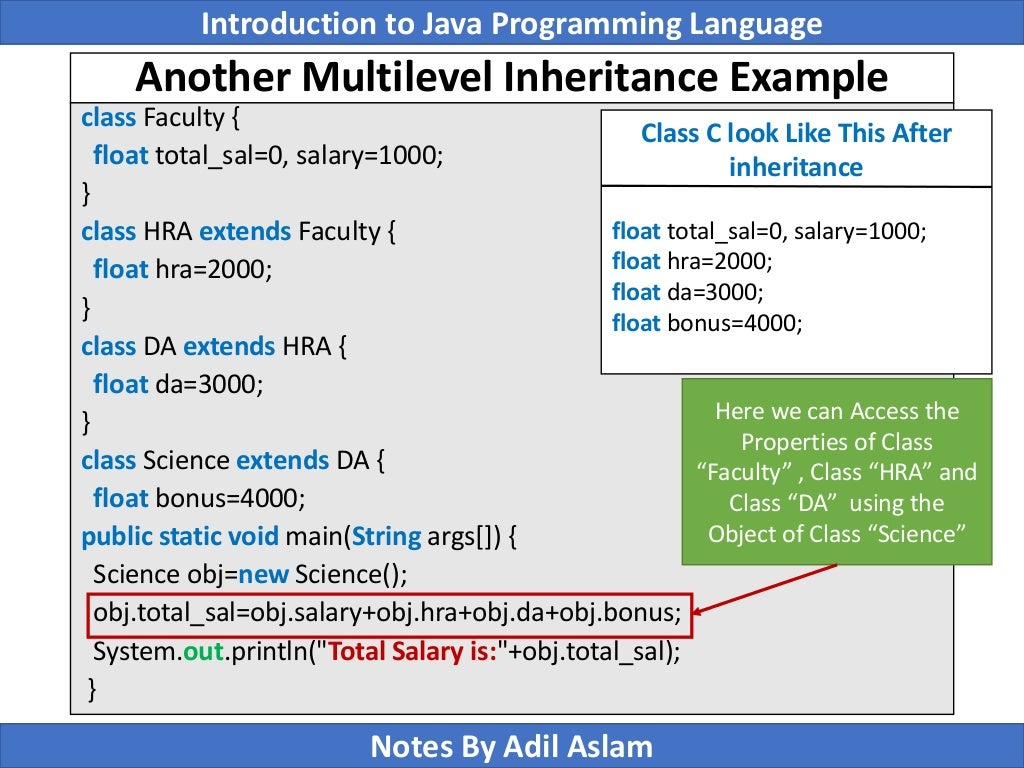 Introduction to Java Programming Language
Another Multilevel Inheritance Example
class Faculty {
float total_sal=0, salary=1000;
}
class HRA extends Faculty {
float hra=2000;
}
class DA extends HRA {
float da=3000;
}
class Science extends DA {
float bonus=4000;
public static void main(String args[]) {
Science obj=new Science();
obj.total_sal=obj.salary+obj.hra+obj.da+obj.bonus;
System.out.println("Total Salary is:"+obj.total_sal);
}
Class C look Like This After
inheritance
float total_sal=0, salary=1000;
float hra=2000;
float da=3000;
float bonus=4000;
Here we can Access the
Properties of Class
“Faculty” , Class “HRA” and
Class “DA” using the
Object of Class “Science”
Notes By Adil Aslam